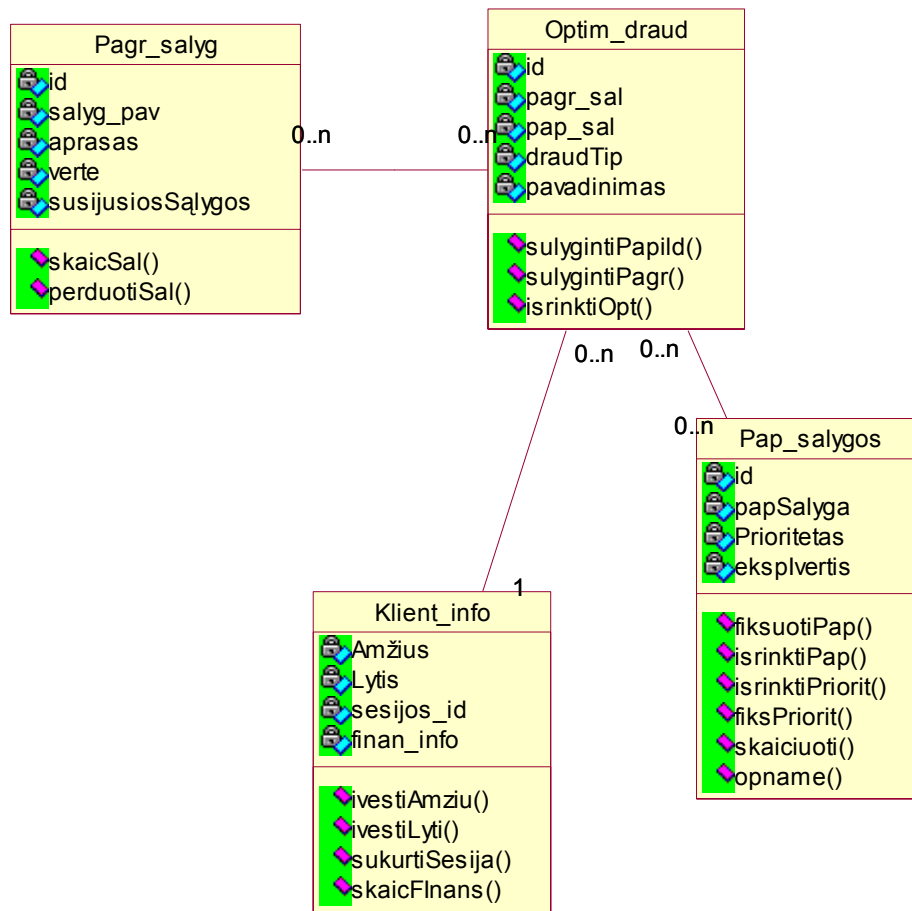 Pagr_salyg
id
salyg_pav
aprasas
verte
susijusiosSąlygos
skaicSal()
perduotiSal()
0..n
0..n
Optim_draud
id
pagr_sal
pap_sal
draudTip
pavadinimas
sulygintiPapild()
sulygintiPagr()
isrinktiOpt()
0..n
0..n
0..n
Pap_salygos
id
papSalyga
Prioritetas
eksplvertis
fiksuotiPap()
isrinktiPap()
isrinktiPriorit()
fiksPriorit()
skaiciuoti()
opname()
1
Klient_info
Amžius
Lytis
sesijos_id
finan_info
ivestiAmziu()
ivestiLyti()
sukurtiSesija()
skaicFInans()